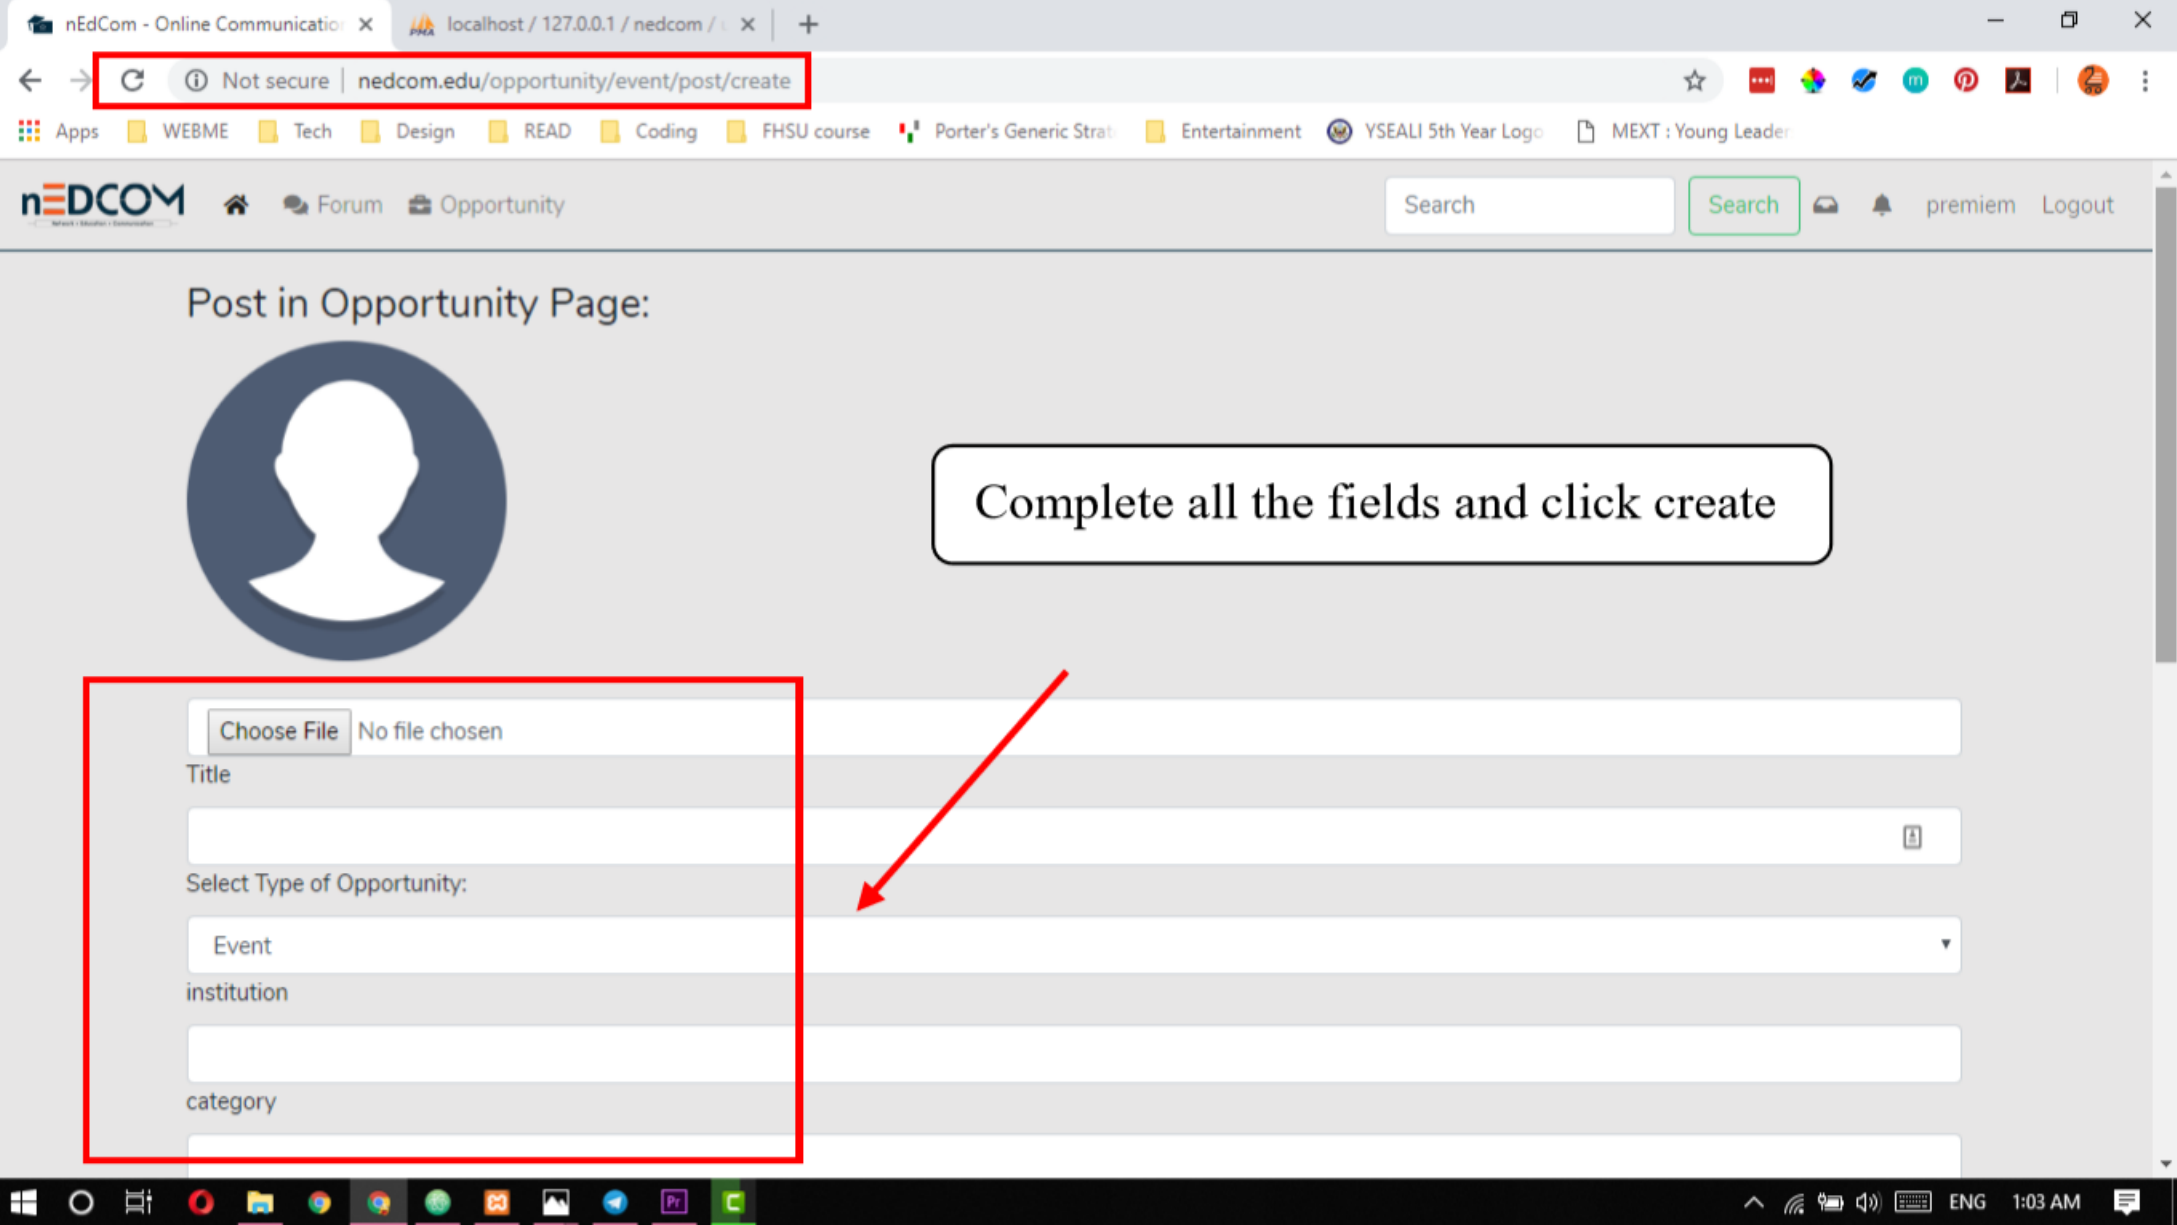 nEdCom - Online Communication
localhost / 127.0.0.1 / nedcom /
Not secure | nedcom.edu/opportunity/event/post/create
Apps WEBME Tech Design READ Coding FHSU course Porter's Generic Strat Entertainment YSEALI 5th Year Logo MEXT : Young Leader
nEDCOM Forum Opportunity Search Search premiem Logout
Post in Opportunity Page:
Complete all the fields and click create
Choose File No file chosen
Title
Select Type of Opportunity:
Event
institution
category
ENG 1:03 AM